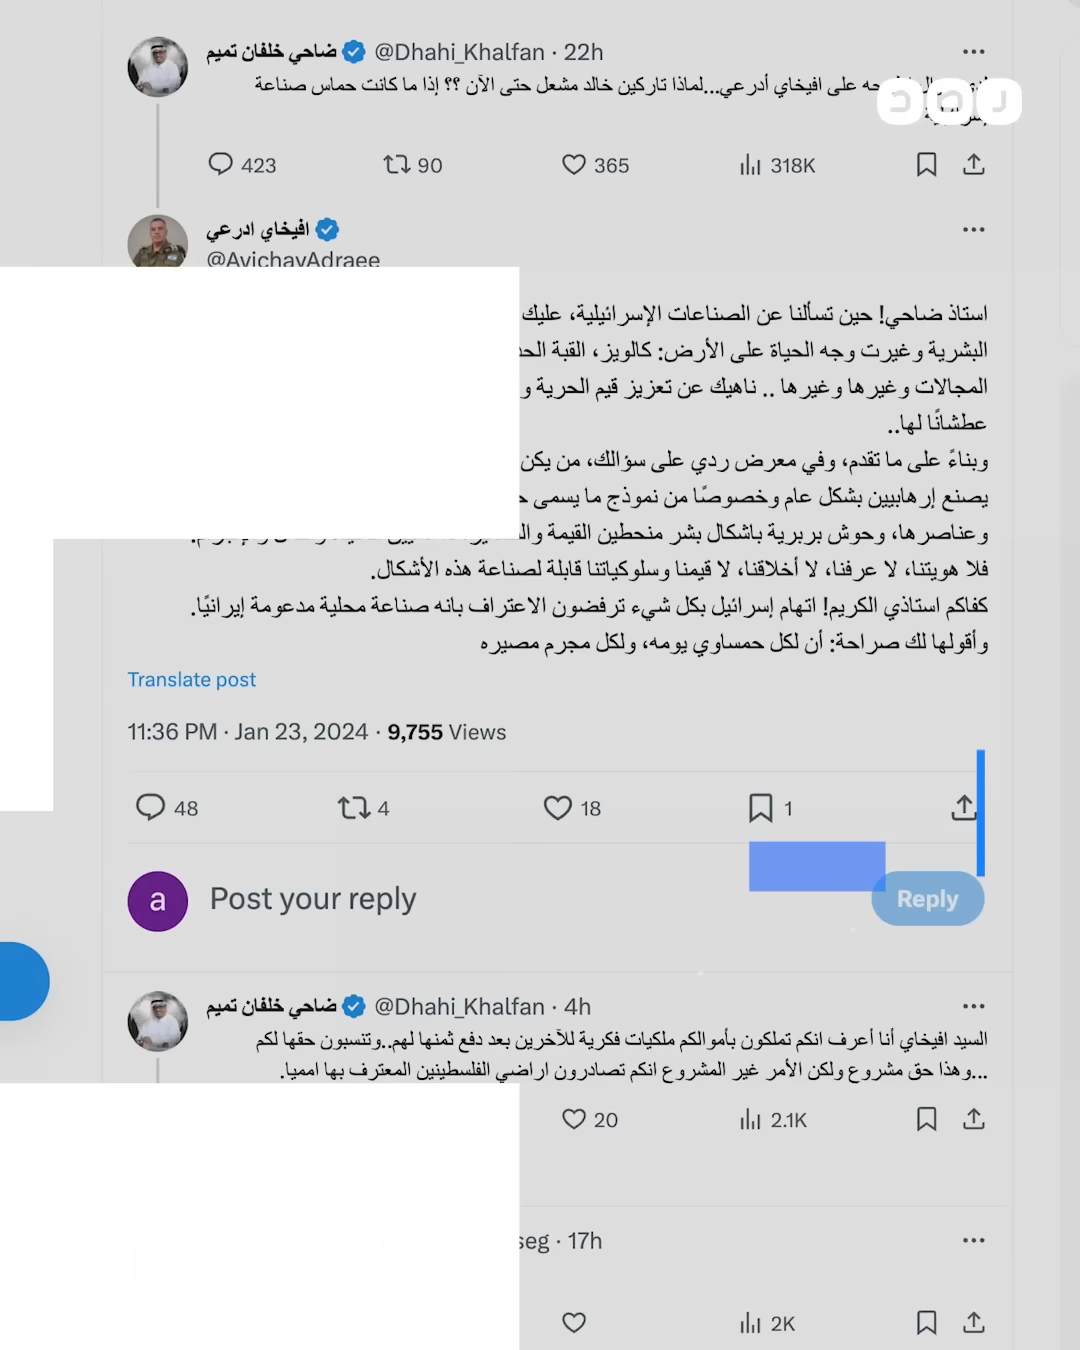 ضاحي خلفان تميم @Dhahi_Khalfan · 22h
على افيخاي أدرعي...لماذا تاركين خالد مشعل حتى الآن ؟؟ إذا ما كانت حماس صناعة
423 90 365 318K
افيخاي ادرعي
@AvichayAdraee
استاذ ضاحي! حين تسألنا عن الصناعات الإسرائيلية، عليك
البشرية وغيرت وجه الحياة على الأرض: كالويز، القبة
المجالات وغيرها وغيرها .. ناهيك عن تعزيز قيم الحرية و
عطشانًا لها..
وبناءً على ما تقدم، وفي معرض ردي على سؤالك، من يكن
يصنع إرهابيين بشكل عام وخصوصًا من نموذج ما يسمى
وعناصرها، وحوش بربرية باشكال بشر منحطين القيمة
فلا هويتنا، لا عرفنا، لا أخلاقنا، لا قيمنا وسلوكياتنا قابلة لصناعة هذه الأشكال.
كفاكم استاذي الكريم! اتهام إسرائيل بكل شيء ترفضون الاعتراف بانه صناعة محلية مدعومة إيرانيًا.
وأقولها لك صراحة: أن لكل حمساوي يومه، ولكل مجرم مصيره
Translate post
11:36 PM · Jan 23, 2024 · 9,755 Views
48 4 18 1
a Post your reply Reply
ضاحي خلفان تميم @Dhahi_Khalfan · 4h
السيد افيخاي أنا أعرف انكم تملكون بأموالكم ملكيات فكرية للآخرين بعد دفع ثمنها لهم..وتنسبون حقها لكم
...وهذا حق مشروع ولكن الأمر غير المشروع انكم تصادرون اراضي الفلسطينين المعترف بها امميا.
20 2.1K
seg · 17h
2K